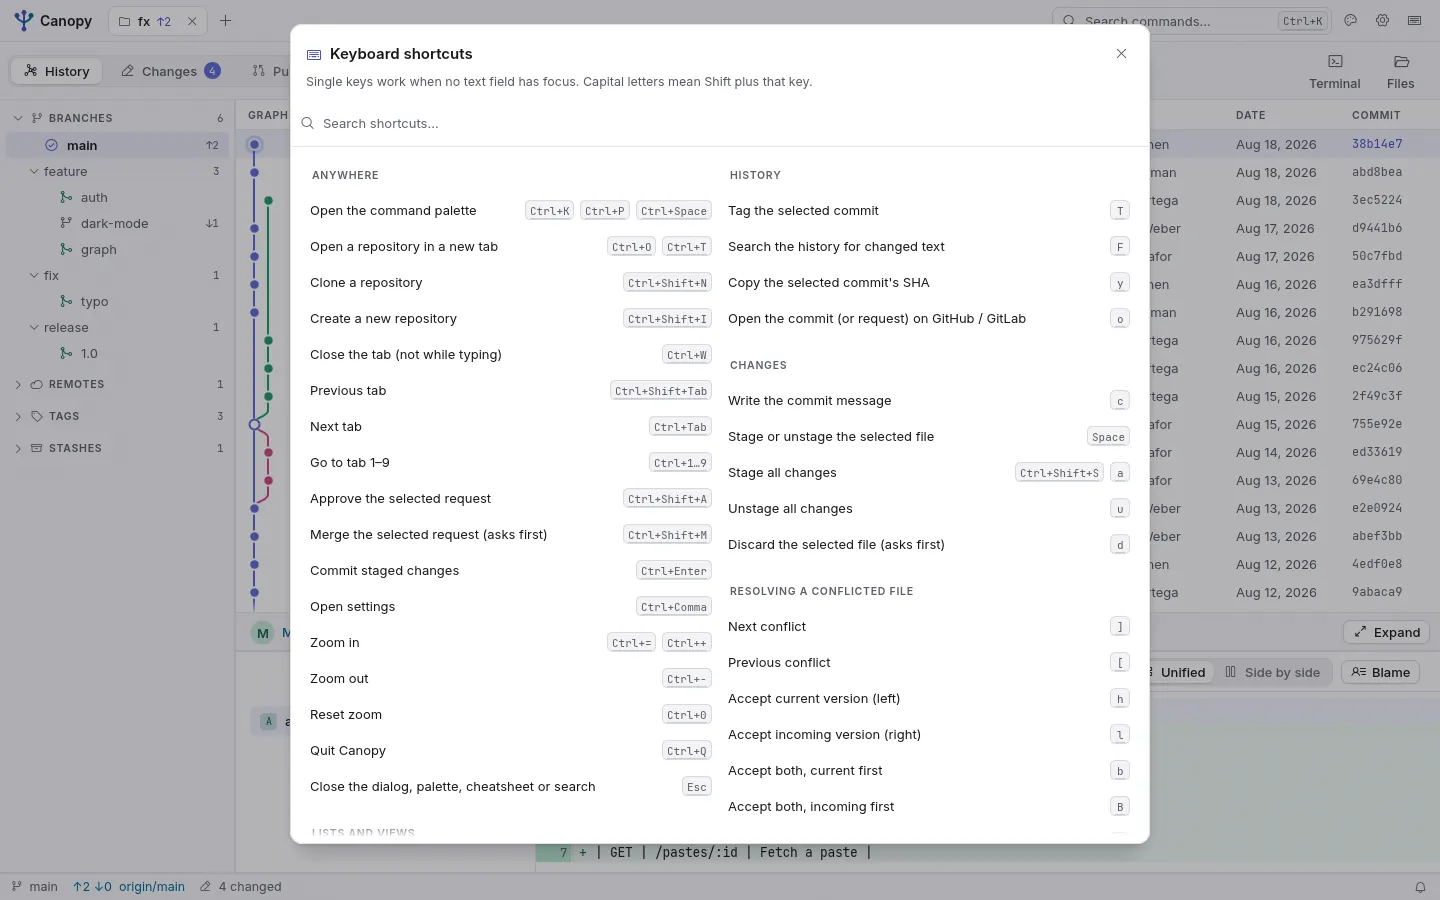 Canopy
fx ↑2
Search commands... Ctrl+K
History
Changes 4
Terminal
Files
Keyboard shortcuts
Single keys work when no text field has focus. Capital letters mean Shift plus that key.
Search shortcuts...
BRANCHES 6
main ↑2
feature 3
auth
dark-mode ↓1
graph
fix 1
typo
release 1
1.0
REMOTES 1
TAGS 3
STASHES 1
GRAPH
ANYWHERE
Open the command palette Ctrl+K Ctrl+P Ctrl+Space
Open a repository in a new tab Ctrl+O Ctrl+T
Clone a repository Ctrl+Shift+N
Create a new repository Ctrl+Shift+I
Close the tab (not while typing) Ctrl+W
Previous tab Ctrl+Shift+Tab
Next tab Ctrl+Tab
Go to tab 1–9 Ctrl+1…9
Approve the selected request Ctrl+Shift+A
Merge the selected request (asks first) Ctrl+Shift+M
Commit staged changes Ctrl+Enter
Open settings Ctrl+Comma
Zoom in Ctrl+= Ctrl++
Zoom out Ctrl+-
Reset zoom Ctrl+0
Quit Canopy Ctrl+Q
Close the dialog, palette, cheatsheet or search Esc
LISTS AND VIEWS
HISTORY
Tag the selected commit T
Search the history for changed text F
Copy the selected commit's SHA y
Open the commit (or request) on GitHub / GitLab o
CHANGES
Write the commit message c
Stage or unstage the selected file Space
Stage all changes Ctrl+Shift+S a
Unstage all changes u
Discard the selected file (asks first) d
RESOLVING A CONFLICTED FILE
Next conflict ]
Previous conflict [
Accept current version (left) h
Accept incoming version (right) l
Accept both, current first b
Accept both, incoming first B
DATE COMMIT
Aug 18, 2026 38b14e7
Aug 18, 2026 abd8bea
Aug 18, 2026 3ec5224
Aug 17, 2026 d9441b6
Aug 17, 2026 50c7fbd
Aug 16, 2026 ea3dfff
Aug 16, 2026 b291698
Aug 16, 2026 975629f
Aug 16, 2026 ec24c06
Aug 15, 2026 2f49c3f
Aug 15, 2026 755e92e
Aug 14, 2026 ed33619
Aug 13, 2026 69e4c80
Aug 13, 2026 e2e0924
Aug 13, 2026 abef3bb
Aug 12, 2026 4edf0e8
Aug 12, 2026 9abaca9
M
Expand
Unified
Side by side
Blame
A
7 + | GET | /pastes/:id | Fetch a paste |
main ↑2 ↓0 origin/main 4 changed